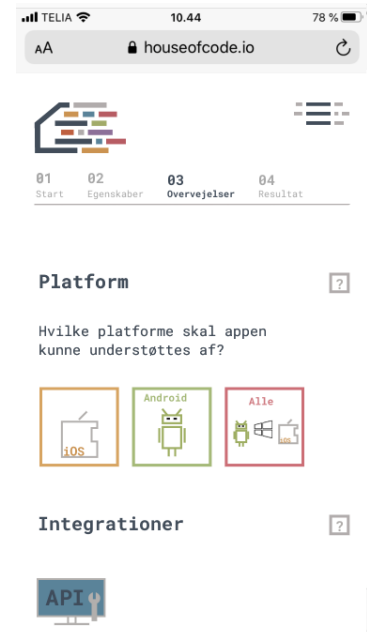 TELIA 10.44 78 %
AA houseofcode.io
01 02 03 04
Start Egenskaber Overvejelser Resultat
Platform ?
Hvilke platforme skal appen
kunne understøttes af?
iOS
Android
Alle
iOS
Integrationer ?
API